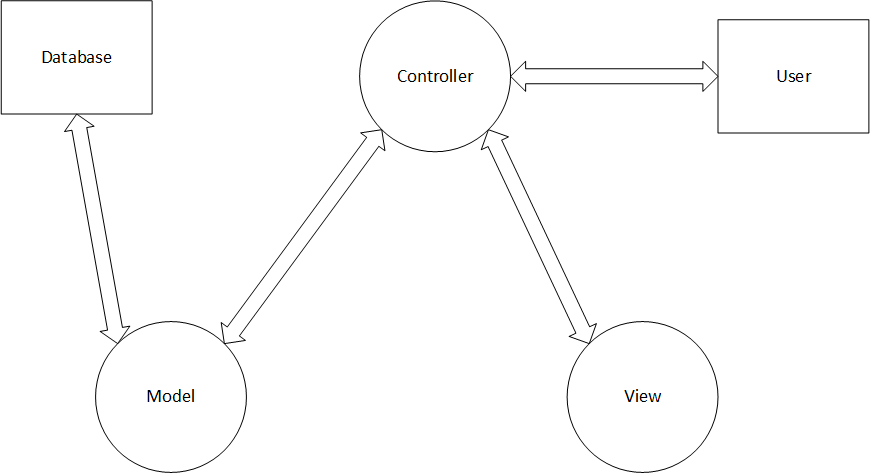 Database
Controller
User
Model
View